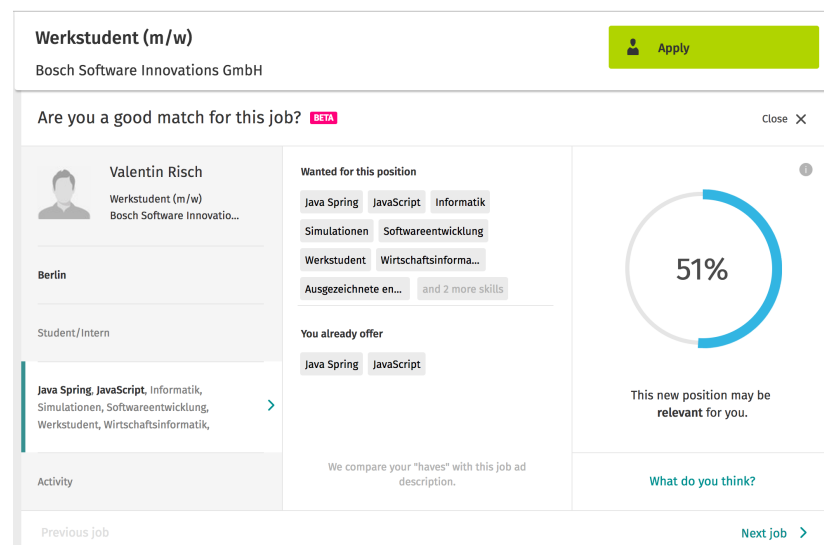 Werkstudent (m/w)
Bosch Software Innovations GmbH
Apply
Are you a good match for this job? BETA
Close
Valentin Risch
Werkstudent (m/w)
Bosch Software Innovatio...
Berlin
Student/Intern
Java Spring, JavaScript, Informatik,
Simulationen, Softwareentwicklung,
Werkstudent, Wirtschaftsinformatik,
Activity
Wanted for this position
Java Spring JavaScript Informatik
Simulationen Softwareentwicklung
Werkstudent Wirtschaftsinforma...
Ausgezeichnete en... and 2 more skills
You already offer
Java Spring JavaScript
We compare your "haves" with this job ad
description.
i
51%
This new position may be
relevant for you.
What do you think?
Previous job
Next job